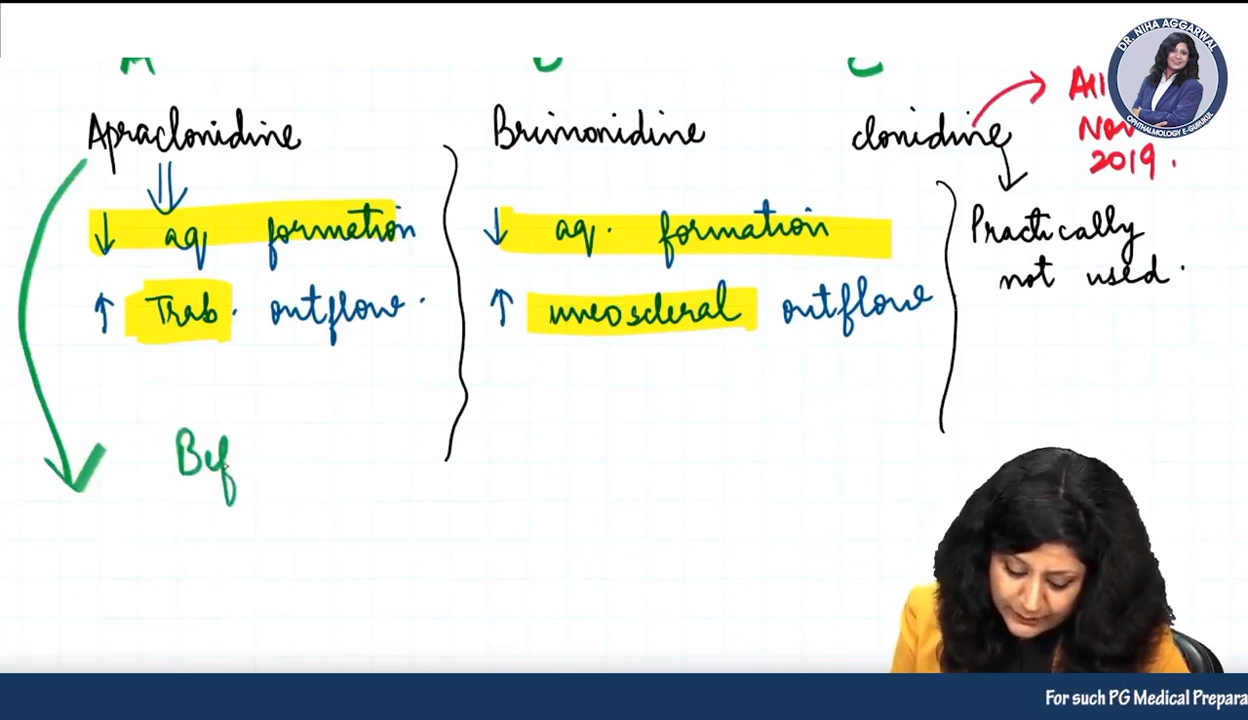 A
B
C
Apraclonidine
Brimonidine
clonidine
Nov
2019.
↓ aq formation
↑ Trab. outflow.
↓ aq. formation
↑ uveoscleral outflow
Practically
not used.
Bef
DR. NIHA AGGARWAL
OPHTHALMOLOGY E-GURUKUL
For such PG Medical Prepara